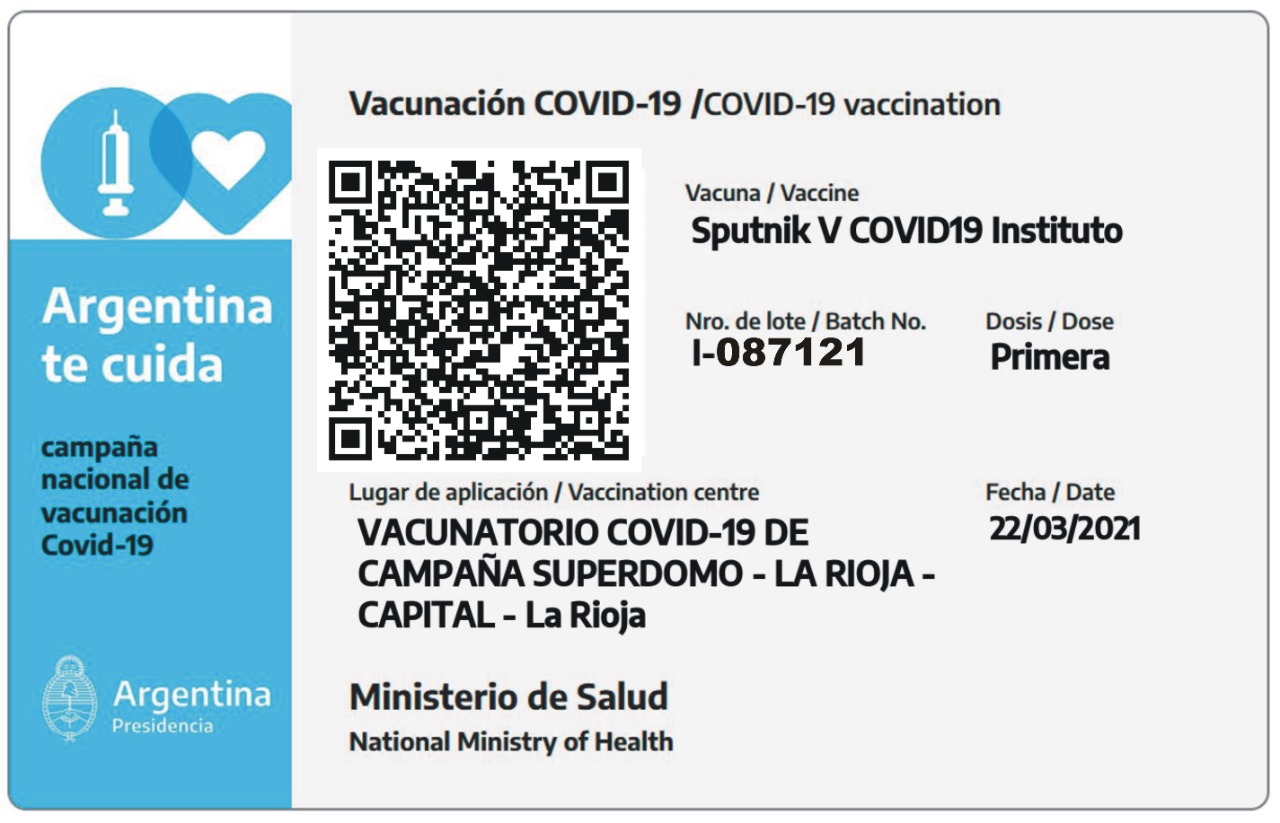 Vacunación COVID-19 /COVID-19 vaccination
Vacuna / Vaccine
Sputnik V COVID19 Instituto
Nro. de lote / Batch No.
I-087121
Dosis / Dose
Primera
Lugar de aplicación / Vaccination centre
VACUNATORIO COVID-19 DE
CAMPAÑA SUPERDOMO - LA RIOJA -
CAPITAL - La Rioja
Fecha / Date
22/03/2021
Ministerio de Salud
National Ministry of Health
Argentina
te cuida
campaña
nacional de
vacunación
Covid-19
Argentina
Presidencia